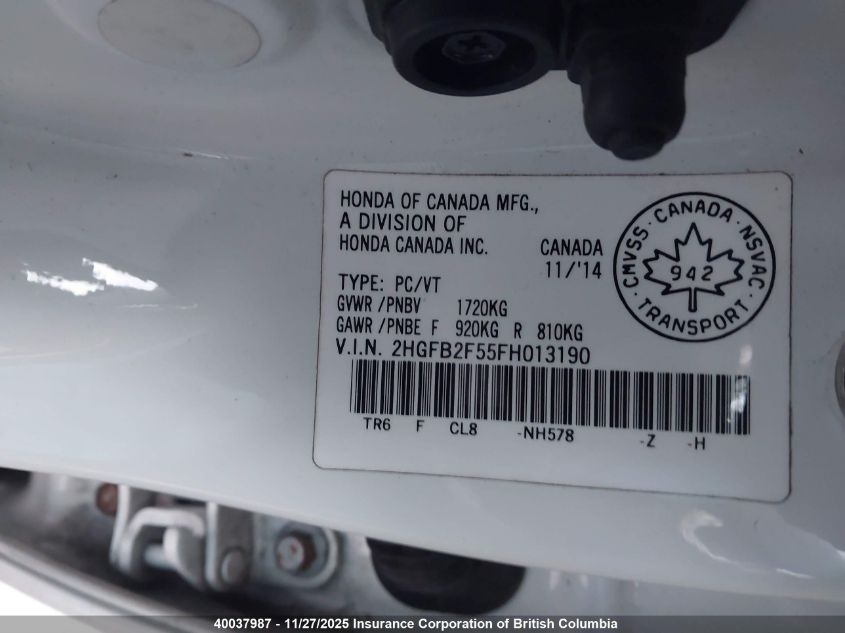 HONDA OF CANADA MFG.,
A DIVISION OF
HONDA CANADA INC.
CANADA
11/'14
TYPE: PC/VT
GVWR /PNBV 1720KG
GAWR /PNBE F 920KG R 810KG
V.I.N. 2HGFB2F55FH013190
TR6 F CL8 -NH578 -Z -H
CMVSS · CANADA · NSVAC
942
· TRANSPORT ·
40037987 - 11/27/2025 Insurance Corporation of British Columbia